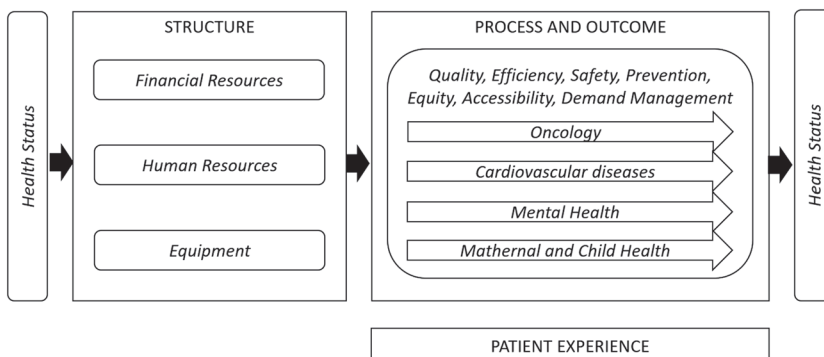 Health Status
STRUCTURE
Financial Resources
Human Resources
Equipment
PROCESS AND OUTCOME
Quality, Efficiency, Safety, Prevention,
Equity, Accessibility, Demand Management
Oncology
Cardiovascular diseases
Mental Health
Mathernal and Child Health
Health Status
PATIENT EXPERIENCE